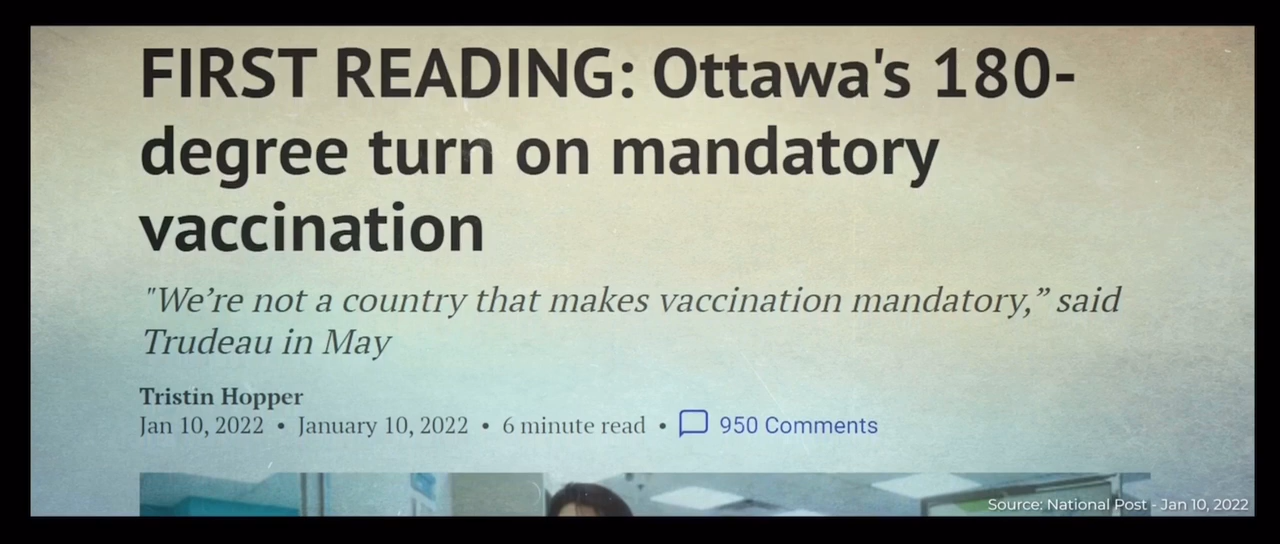 FIRST READING: Ottawa's 180-
degree turn on mandatory
vaccination
"We’re not a country that makes vaccination mandatory,” said
Trudeau in May
Tristin Hopper
Jan 10, 2022 • January 10, 2022 • 6 minute read • 950 Comments
Source: National Post - Jan 10, 2022